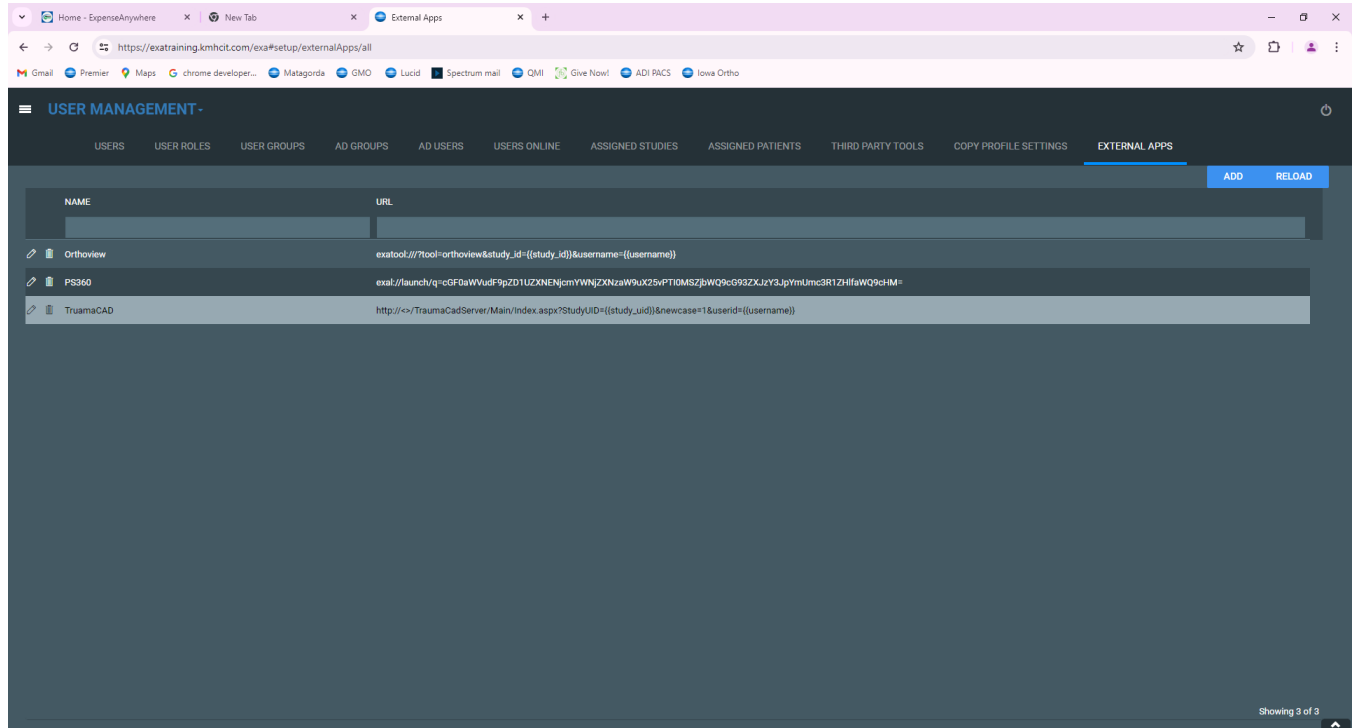 Home - ExpenseAnywhere New Tab External Apps
https://exatraining.kmhcit.com/exa#setup/externalApps/all
Gmail Premier Maps chrome developer... Matagorda GMO Lucid Spectrum mail QMI Give Now! ADI PACS Iowa Ortho
USER MANAGEMENT
USERS USER ROLES USER GROUPS AD GROUPS AD USERS USERS ONLINE ASSIGNED STUDIES ASSIGNED PATIENTS THIRD PARTY TOOLS COPY PROFILE SETTINGS EXTERNAL APPS
ADD RELOAD
NAME URL
Orthoview exatool:///?tool=orthoview&study_id={{study_id}}&username={{username}}
PS360
TruamaCAD http://<>/TraumaCadServer/Main/Index.aspx?StudyUID={{study_uid}}&newcase=1&userid={{username}}
Showing 3 of 3